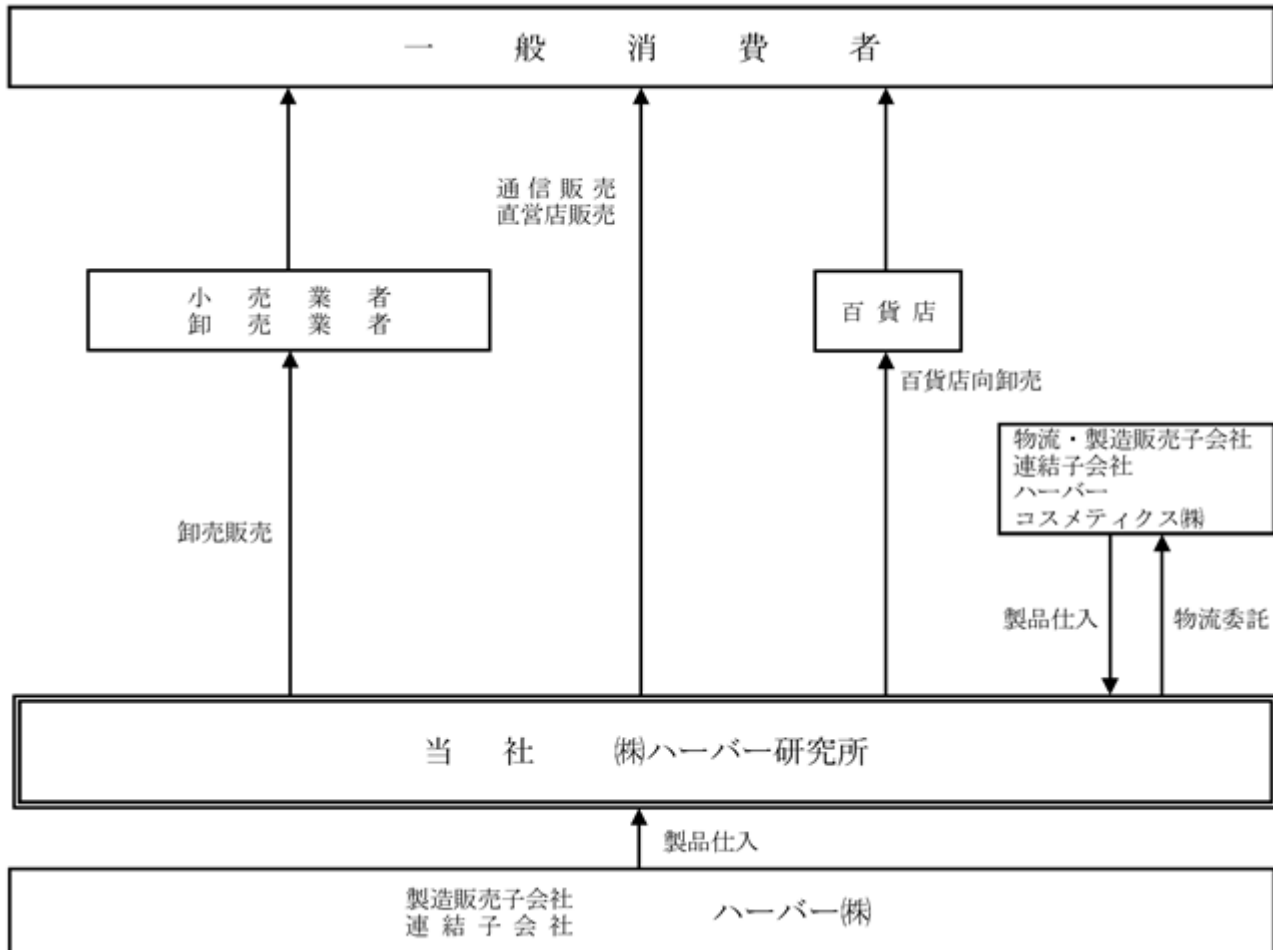 一般消費者
通信販売
直営店販売
小売業者
卸売業者
百貨店
百貨店向卸売
物流・製造販売子会社
連結子会社
ハーバー
コスメティクス㈱
卸売販売
製品仕入
物流委託
当社 ㈱ハーバー研究所
製品仕入
製造販売子会社
連結子会社
ハーバー㈱